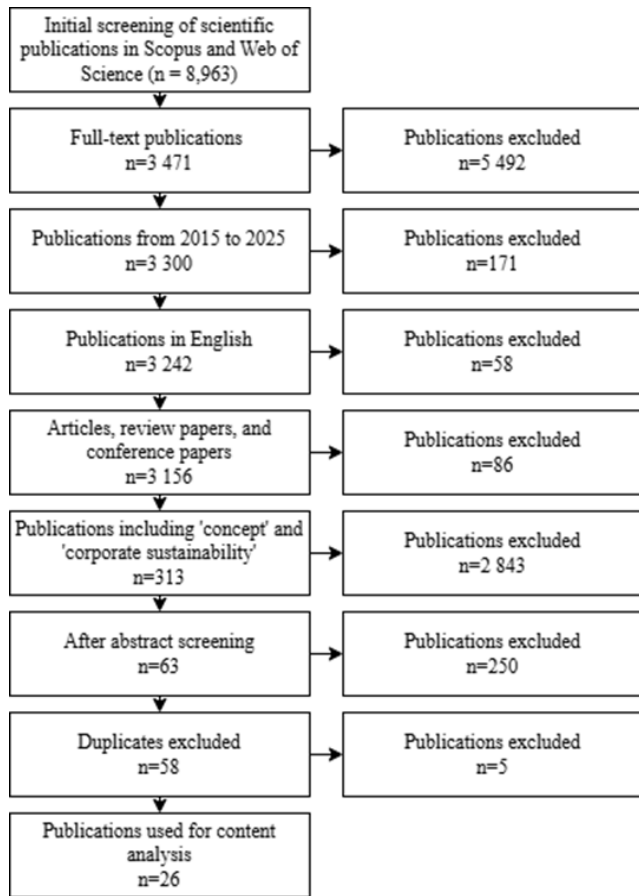 Initial screening of scientific
publications in Scopus and Web of
Science (n = 8,963)
Full-text publications
n=3 471
Publications excluded
n=5 492
Publications from 2015 to 2025
n=3 300
Publications excluded
n=171
Publications in English
n=3 242
Publications excluded
n=58
Articles, review papers, and
conference papers
n=3 156
Publications excluded
n=86
Publications including 'concept' and
'corporate sustainability'
n=313
Publications excluded
n=2 843
After abstract screening
n=63
Publications excluded
n=250
Duplicates excluded
n=58
Publications excluded
n=5
Publications used for content
analysis
n=26